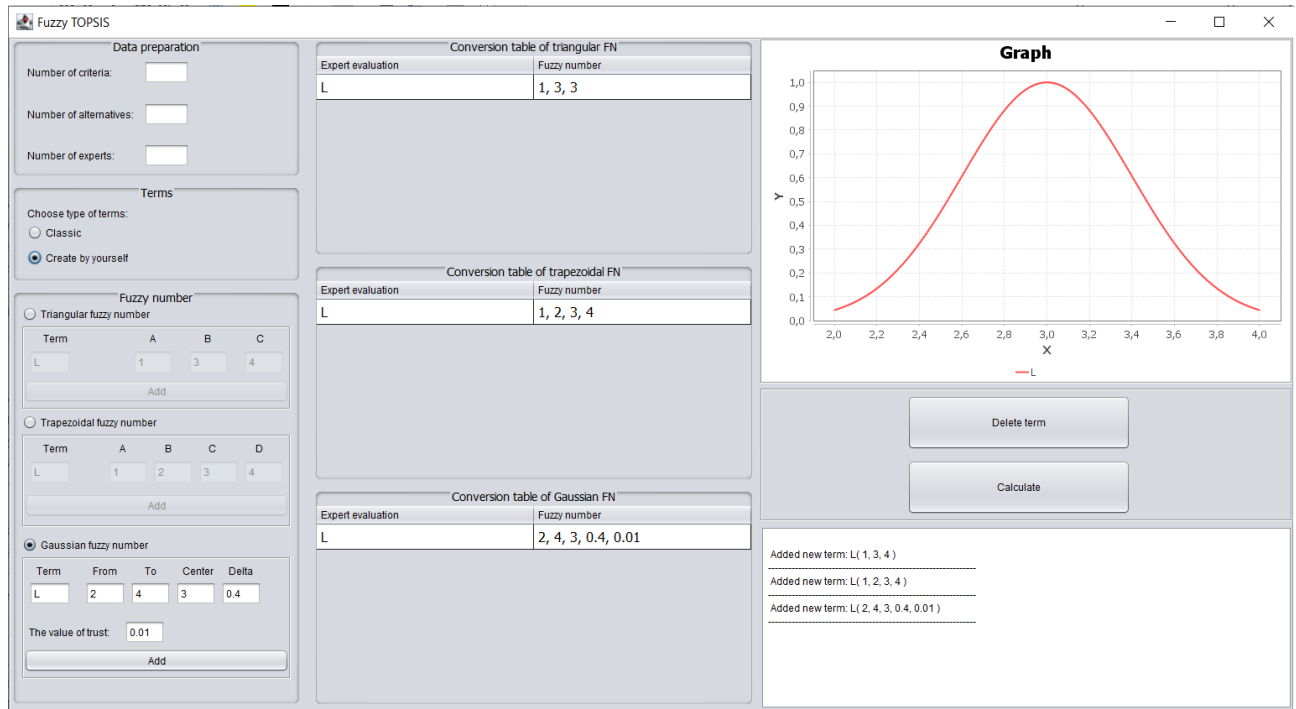 Fuzzy TOPSIS
Data preparation
Number of criteria:
Number of alternatives:
Number of experts:
Terms
Choose type of terms:
Classic
Create by yourself
Fuzzy number
Triangular fuzzy number
Term A B C
L 1 3 4
Add
Trapezoidal fuzzy number
Term A B C D
L 1 2 3 4
Add
Gaussian fuzzy number
Term From To Center Delta
L 2 4 3 0.4
The value of trust: 0.01
Add
Conversion table of triangular FN
Expert evaluation Fuzzy number
L 1, 3, 3
Conversion table of trapezoidal FN
Expert evaluation Fuzzy number
L 1, 2, 3, 4
Conversion table of Gaussian FN
Expert evaluation Fuzzy number
L 2, 4, 3, 0.4, 0.01
Graph
1,0
0,9
0,8
0,7
0,6
0,5
0,4
0,3
0,2
0,1
0,0
Y
2,0 2,2 2,4 2,6 2,8 3,0 3,2 3,4 3,6 3,8 4,0
X
L
Delete term
Calculate
Added new term: L( 1, 3, 4 )
Added new term: L( 1, 2, 3, 4 )
Added new term: L( 2, 4, 3, 0.4, 0.01 )